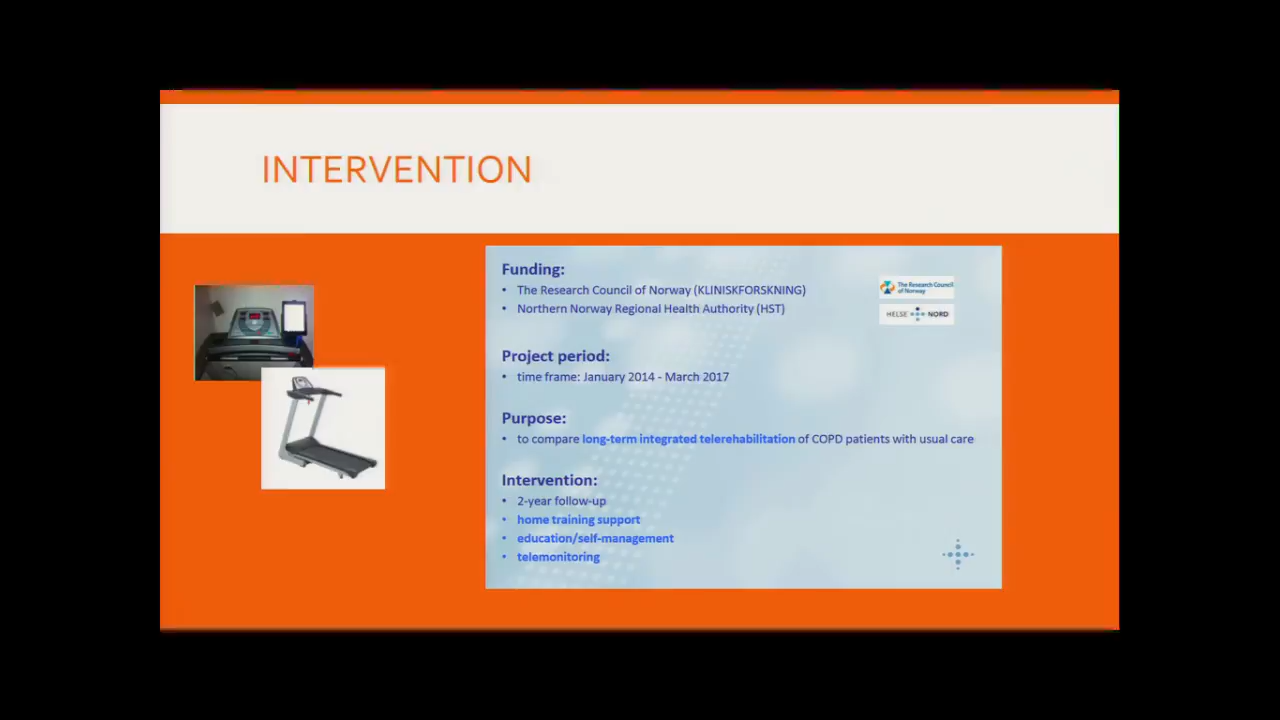 INTERVENTION
Funding:
• The Research Council of Norway (KLINISKFORSKNING)
• Northern Norway Regional Health Authority (HST)
The Research Council
of Norway
HELSE NORD
Project period:
• time frame: January 2014 - March 2017
Purpose:
• to compare long-term integrated telerehabilitation of COPD patients with usual care
Intervention:
• 2-year follow-up
• home training support
• education/self-management
• telemonitoring